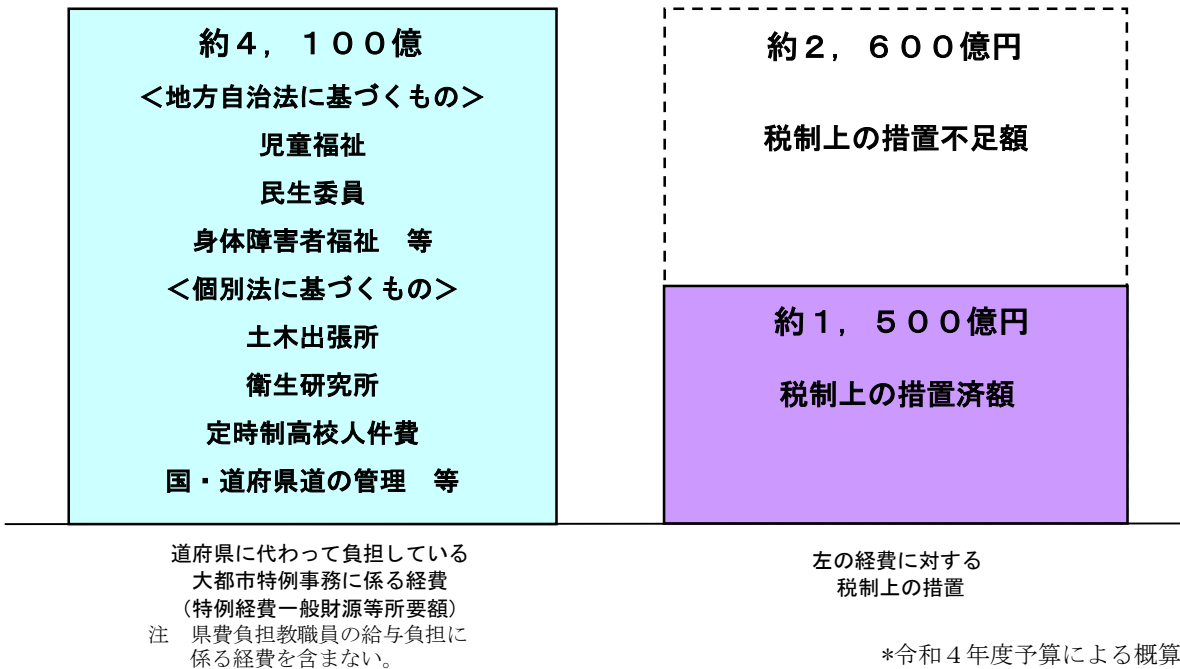 約４，１００億
＜地方自治法に基づくもの＞
児童福祉
民生委員
身体障害者福祉　等
＜個別法に基づくもの＞
土木出張所
衛生研究所
定時制高校人件費
国・道府県道の管理　等
約２，６００億円
税制上の措置不足額
約１，５００億円
税制上の措置済額
道府県に代わって負担している
大都市特例事務に係る経費
（特例経費一般財源等所要額）
注　県費負担教職員の給与負担に
係る経費を含まない。
左の経費に対する
税制上の措置
*令和４年度予算による概算